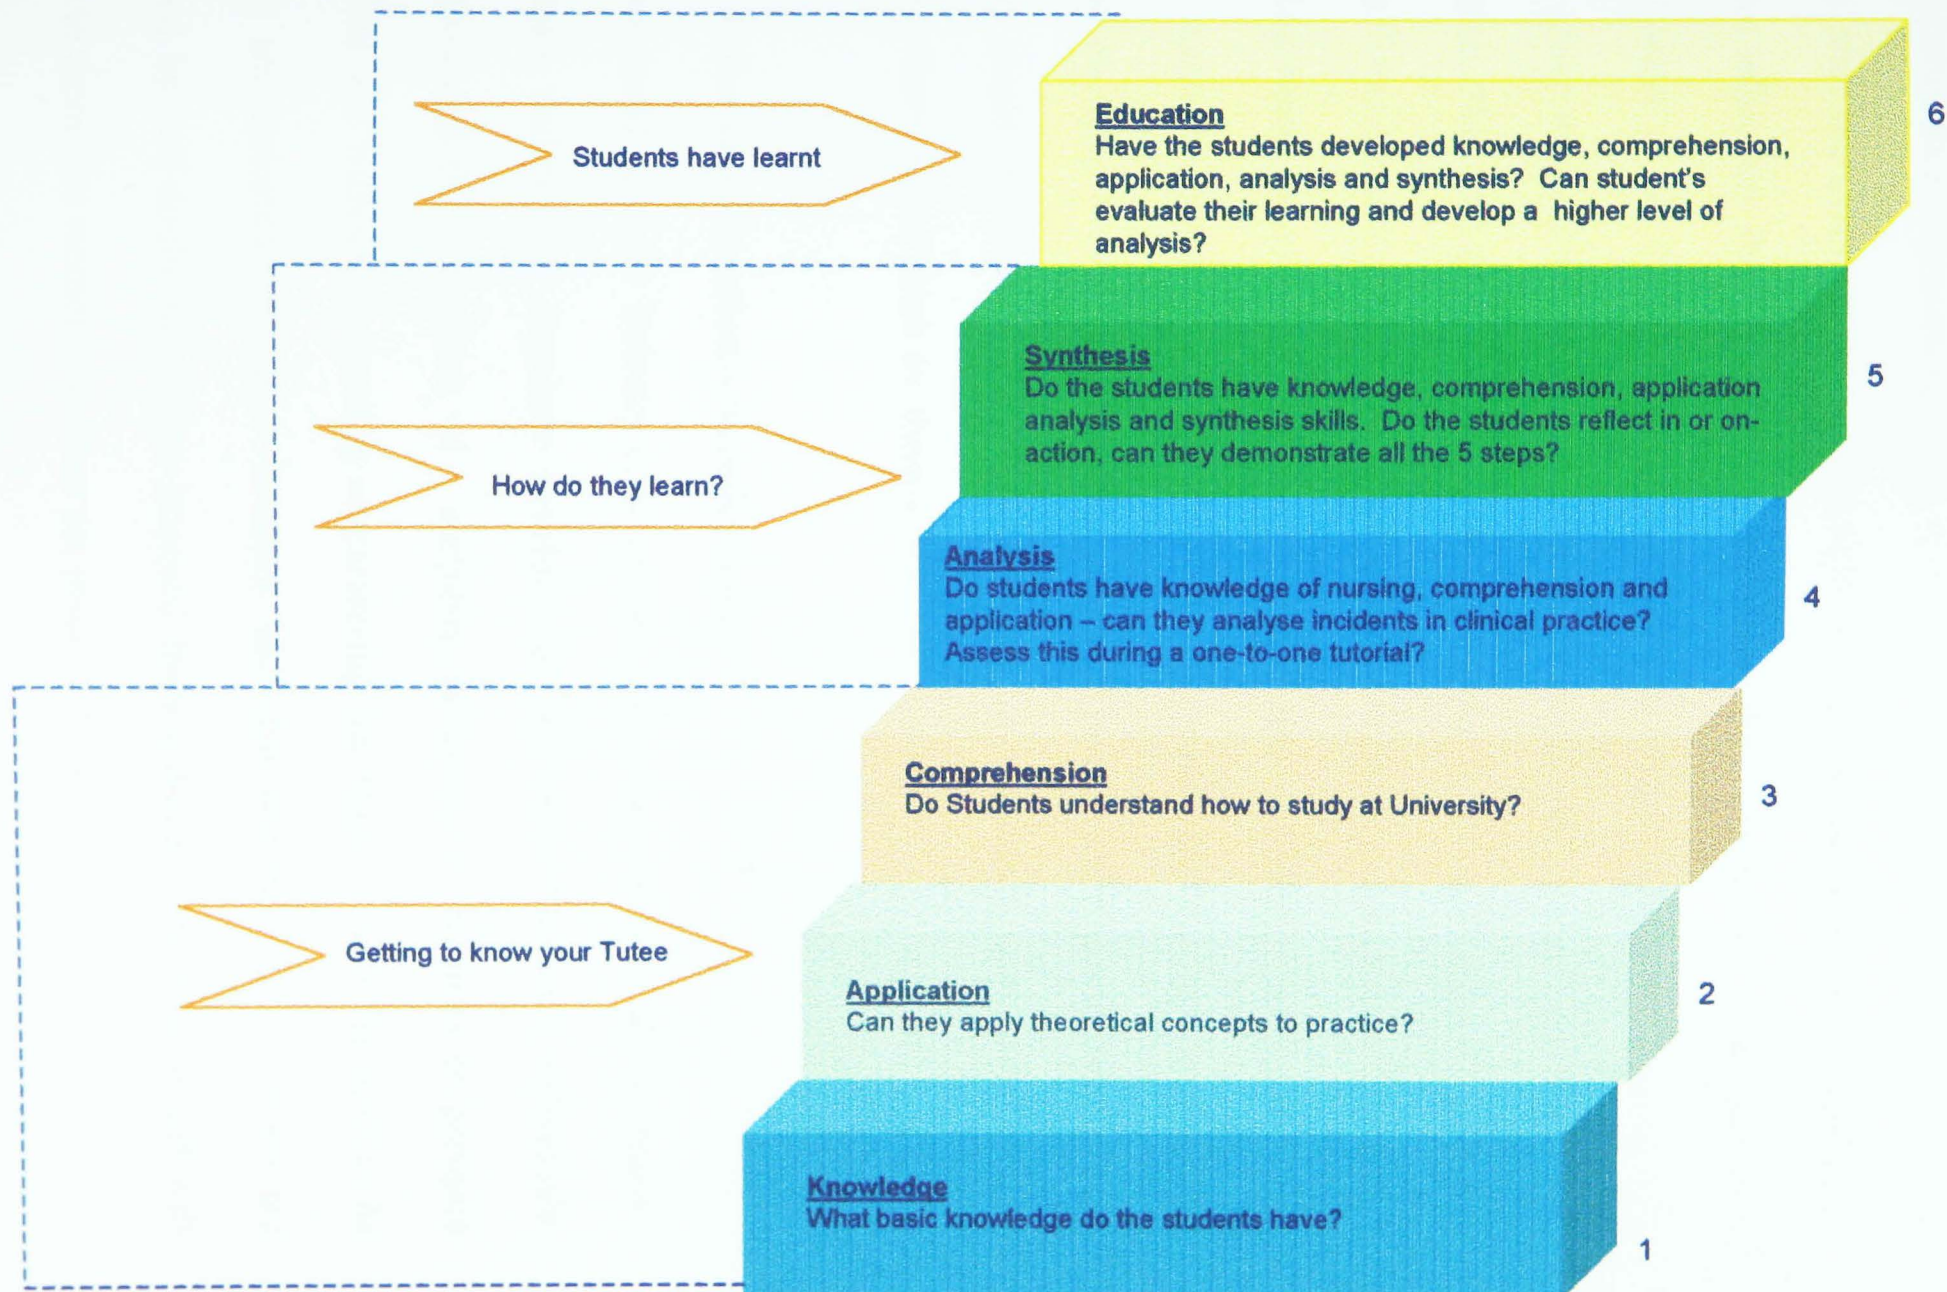 Students have learnt
Education
Have the students developed knowledge, comprehension,
application, analysis and synthesis? Can student's
evaluate their learning and develop a higher level of
analysis?
6
How do they learn?
Synthesis
Do the students have knowledge, comprehension, application
analysis and synthesis skills. Do the students reflect in or on-
action, can they demonstrate all the 5 steps?
5
Analysis
Do students have knowledge of nursing, comprehension and
application – can they analyse incidents in clinical practice?
Assess this during a one-to-one tutorial?
4
Comprehension
Do Students understand how to study at University?
3
Getting to know your Tutee
Application
Can they apply theoretical concepts to practice?
2
Knowledge
What basic knowledge do the students have?
1